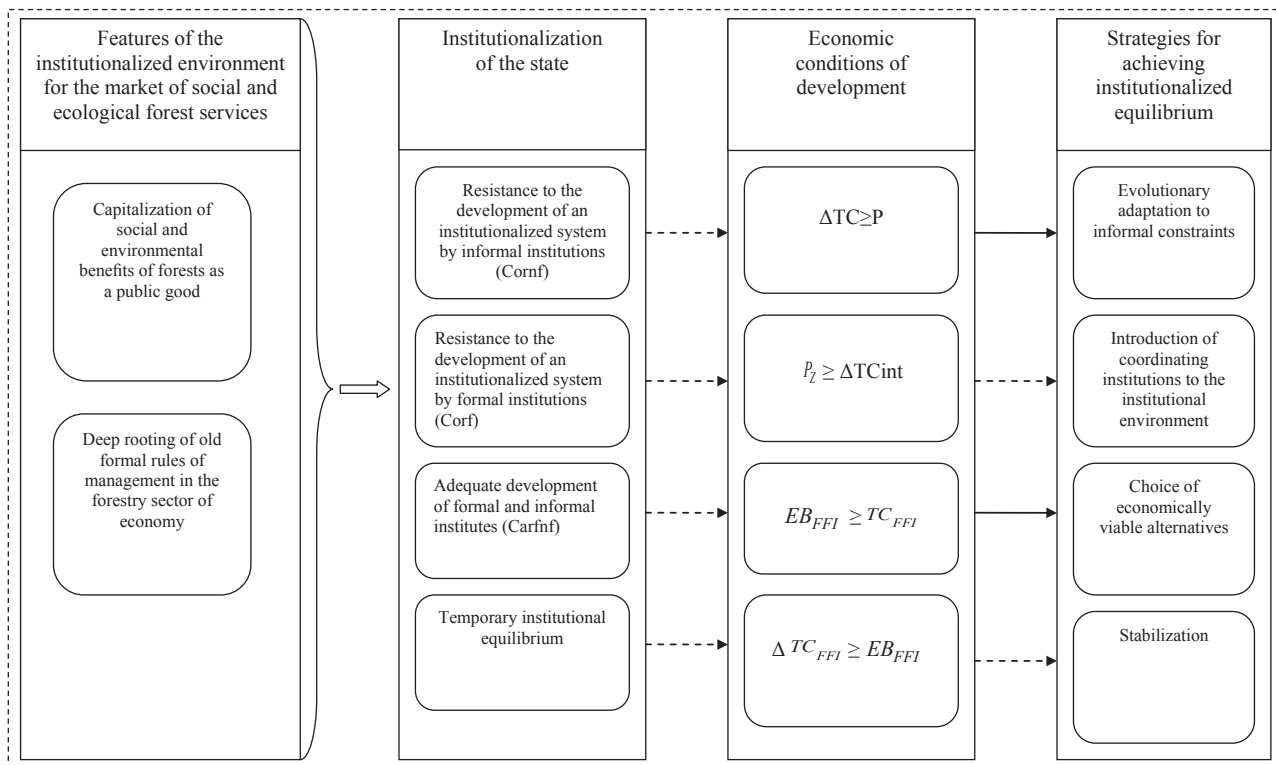 Features of the
institutionalized environment
for the market of social and
ecological forest services
Capitalization of
social and
environmental
benefits of forests as
a public good
Deep rooting of old
formal rules of
management in the
forestry sector of
economy
Institutionalization
of the state
Resistance to the
development of an
institutionalized system
by informal institutions
(Cornf)
Resistance to the
development of an
institutionalized system
by formal institutions
(Corf)
Adequate development
of formal and informal
institutes (Carfnf)
Temporary institutional
equilibrium
Economic
conditions of
development
ΔTC≥P
P_Z ≥ ΔTCint
EB_FFI ≥ TC_FFI
Δ TC_FFI ≥ EB_FFI
Strategies for
achieving
institutionalized
equilibrium
Evolutionary
adaptation to
informal constraints
Introduction of
coordinating
institutions to the
institutional
environment
Choice of
economically
viable alternatives
Stabilization